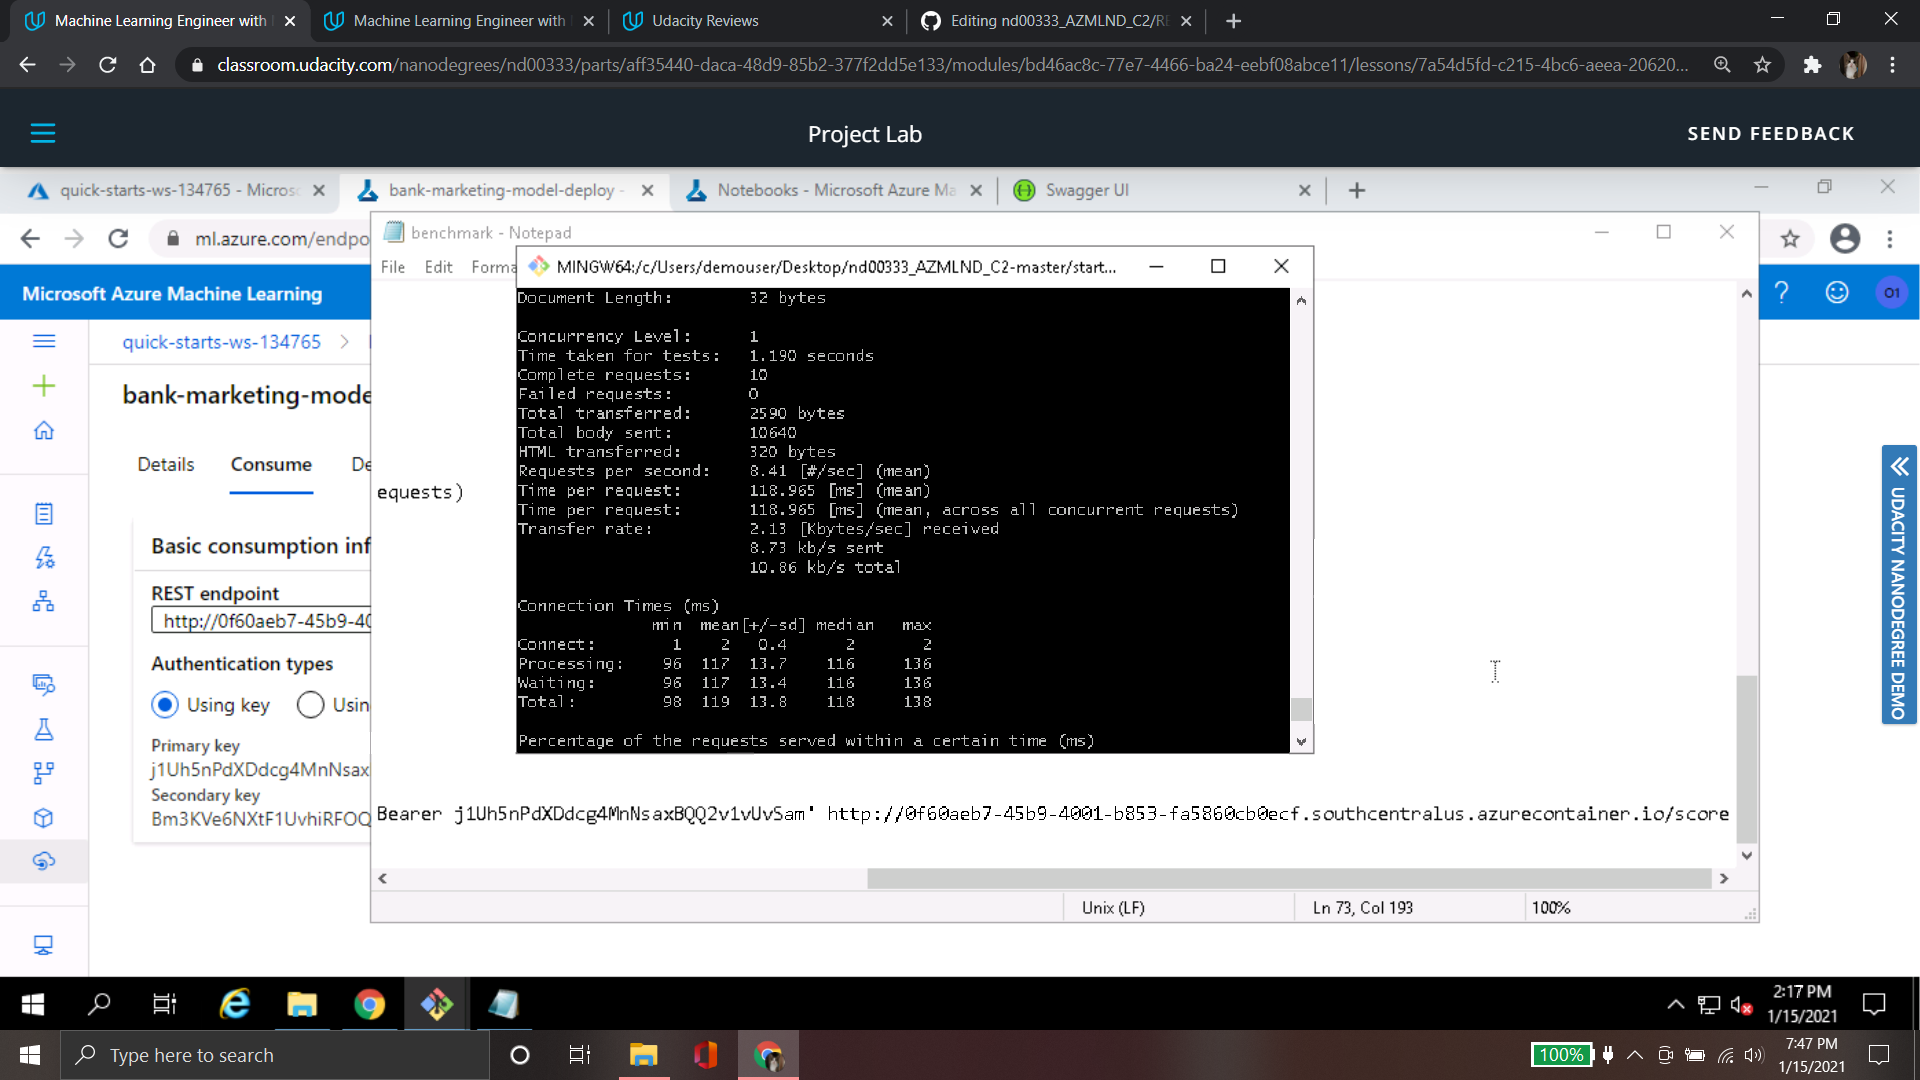 Machine Learning Engineer with
Machine Learning Engineer with
Udacity Reviews
Editing nd00333_AZMLND_C2/RE
classroom.udacity.com/nanodegrees/nd00333/parts/aff35440-daca-48d9-85b2-377f2dd5e133/modules/bd46ac8c-77e7-4466-ba24-eebf08abce11/lessons/7a54d5fd-c215-4bc6-aeea-20620...
Project Lab
SEND FEEDBACK
quick-starts-ws-134765 - Micros
bank-marketing-model-deploy -
Notebooks - Microsoft Azure Ma
Swagger UI
ml.azure.com/endpo
benchmark - Notepad
File Edit Forma
MINGW64:/c/Users/demouser/Desktop/nd00333_AZMLND_C2-master/start...
Microsoft Azure Machine Learning
01
quick-starts-ws-134765 >
bank-marketing-mode
Details Consume De
equests)
Basic consumption inf
REST endpoint
http://0f60aeb7-45b9-40
Authentication types
Using key Usin
Primary key
j1Uh5nPdXDdcg4MnNsax
Secondary key
Bm3KVe6NXtF1UvhiRFOQ
Document Length: 32 bytes
Concurrency Level: 1
Time taken for tests: 1.190 seconds
Complete requests: 10
Failed requests: 0
Total transferred: 2590 bytes
Total body sent: 10640
HTML transferred: 320 bytes
Requests per second: 8.41 [#/sec] (mean)
Time per request: 118.965 [ms] (mean)
Time per request: 118.965 [ms] (mean, across all concurrent requests)
Transfer rate: 2.13 [Kbytes/sec] received
8.73 kb/s sent
10.86 kb/s total
Connection Times (ms)
min mean[+/-sd] median max
Connect: 1 2 0.4 2 2
Processing: 96 117 13.7 116 136
Waiting: 96 117 13.4 116 136
Total: 98 119 13.8 118 138
Percentage of the requests served within a certain time (ms)
Bearer j1Uh5nPdXDdcg4MnNsaxBQQ2v1vUvSam' http://0f60aeb7-45b9-4001-b853-fa5860cb0ecf.southcentralus.azurecontainer.io/score
Unix (LF) Ln 73, Col 193 100%
UDACITY NANODEGREE DEMO
2:17 PM
1/15/2021
Type here to search
100%
7:47 PM
1/15/2021